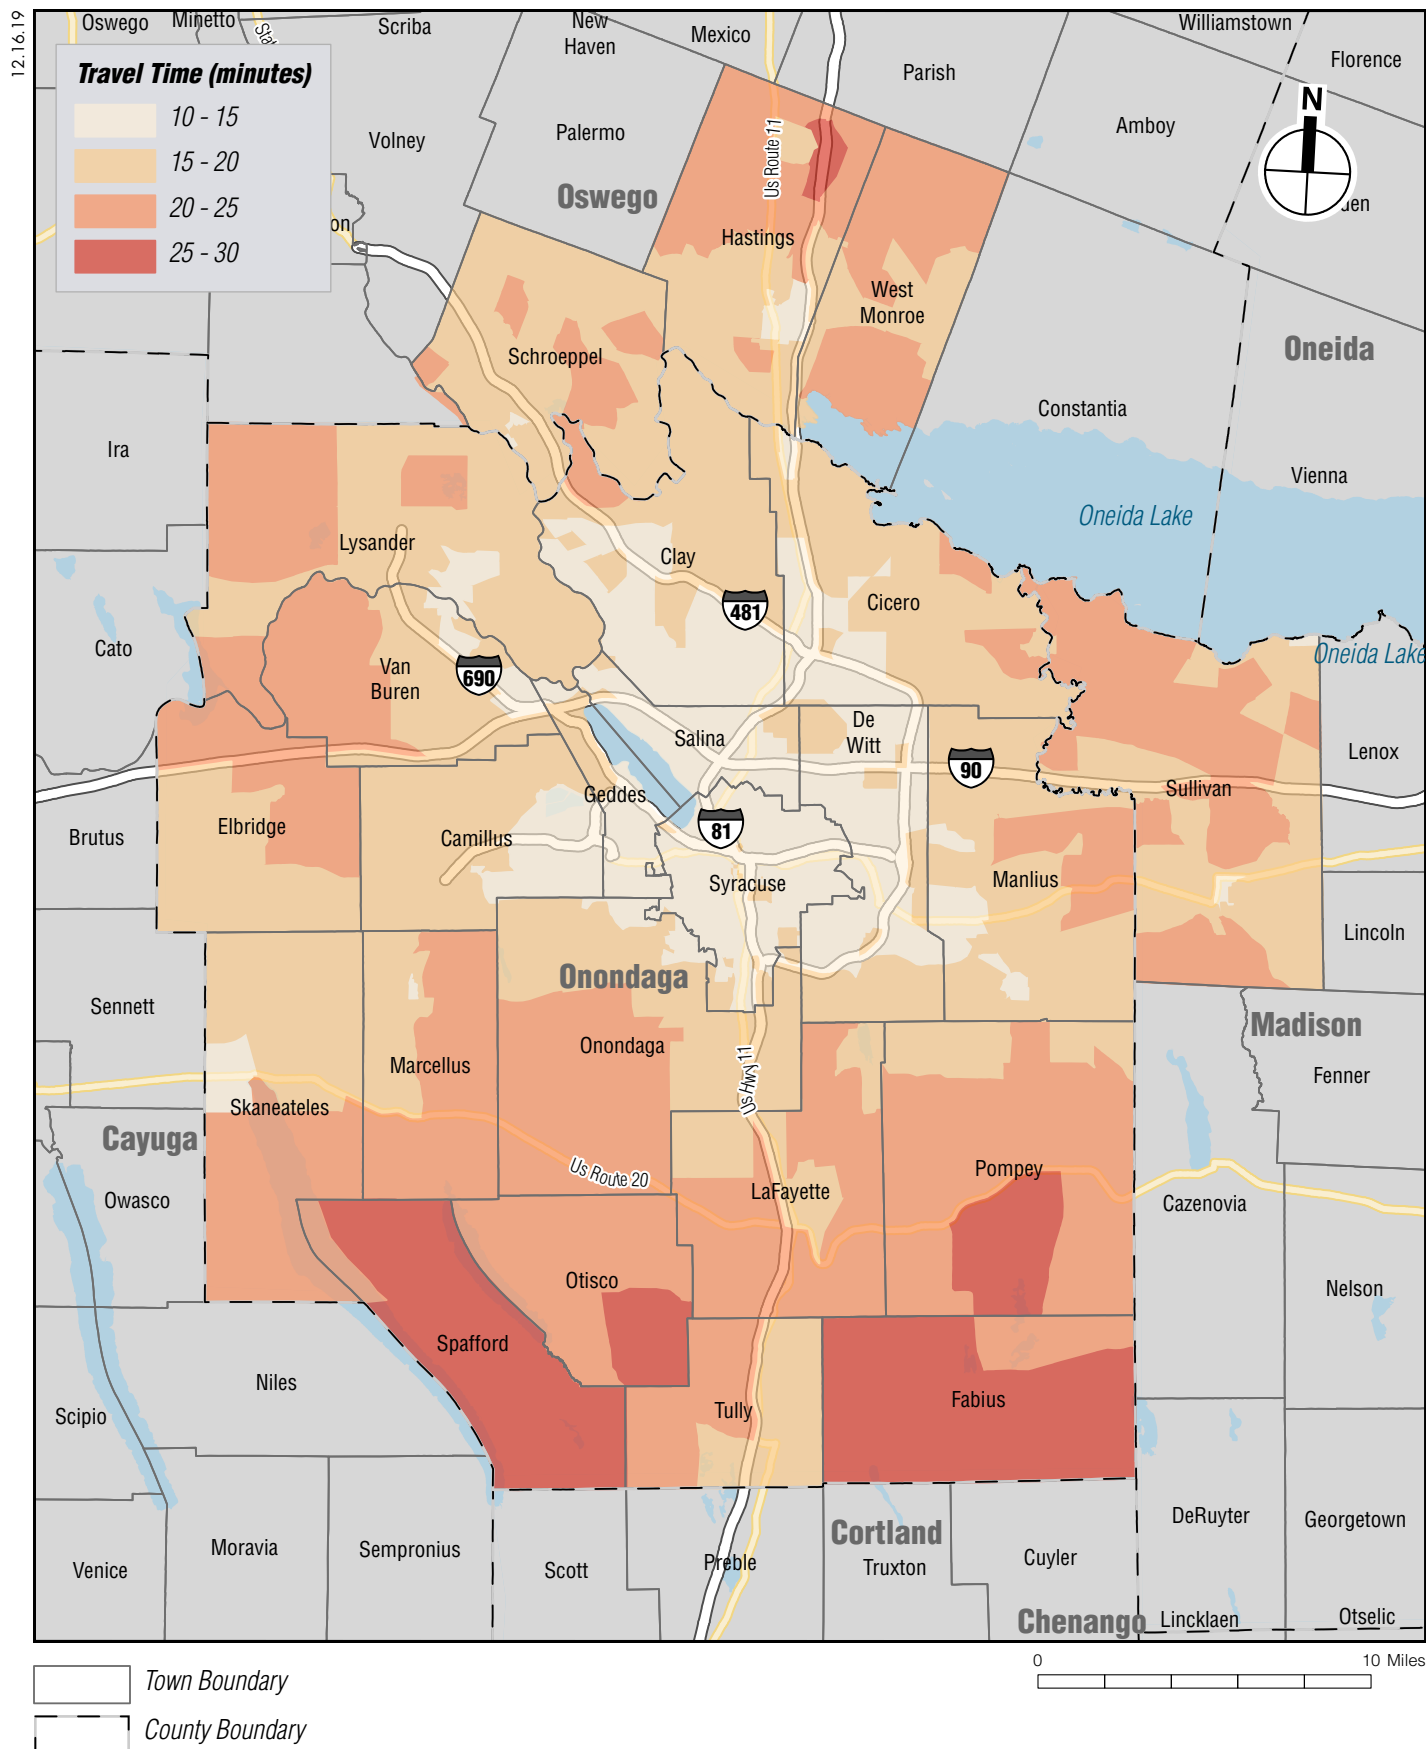 12.16.19
Oswego
Minetto
Scriba
New
Haven
Mexico
Williamstown
Florence
Parish
Amboy
Travel Time (minutes)
10 - 15
15 - 20
20 - 25
25 - 30
Volney
Palermo
Oswego
Us Route 11
N
Hastings
West
Monroe
Schroeppel
Oneida
Constantia
Vienna
Oneida Lake
Ira
Lysander
Clay
481
Cicero
Cato
Van
Buren
690
Oneida Lake
Salina
De
Witt
90
Lenox
Sullivan
Geddes
81
Brutus
Elbridge
Camillus
Syracuse
Manlius
Lincoln
Onondaga
Sennett
Madison
Onondaga
Marcellus
Us Hwy 11
Fenner
Skaneateles
Cayuga
Owasco
Us Route 20
Pompey
LaFayette
Cazenovia
Otisco
Nelson
Spafford
Niles
Fabius
Scipio
Tully
DeRuyter
Georgetown
Cortland
Moravia
Sempronius
Scott
Preble
Truxton
Cuyler
Venice
Chenango
Lincklaen
Otselic
0
10 Miles
Town Boundary
County Boundary